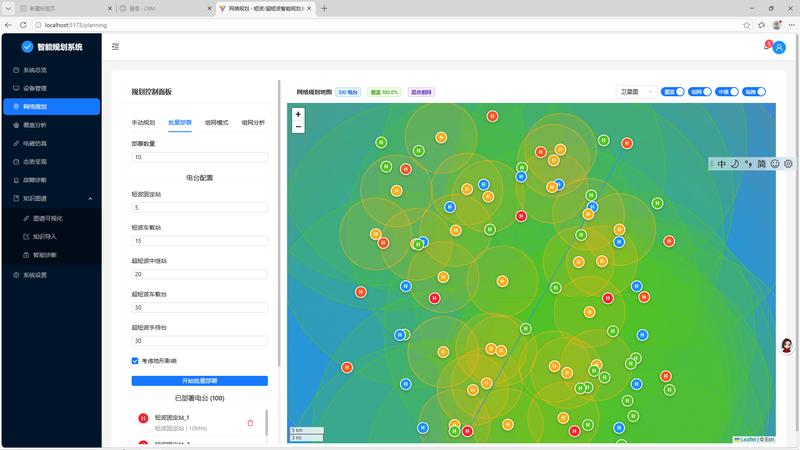 新建标签页
登录 - CRM
网络规划 - 短波/超短波智能规划系
localhost:5173/planning
智能规划系统
系统总览
设备管理
网络规划
覆盖分析
电磁仿真
态势呈现
故障诊断
知识图谱
图谱可视化
知识导入
智能诊断
系统设置
规划控制面板
手动规划 批量部署 组网模式 组网分析
部署数量
10
电台配置
短波固定站
5
短波车载站
15
超短波中继站
20
超短波车载台
30
超短波手持台
30
考虑地形影响
开始批量部署
已部署电台 (100)
H 短波固定站_1
短波固定站 | 10MHz
网络规划地图 100 电台 覆盖 100.0% 混合组网
卫星图 覆盖 组网 中继 拖拽
+
−
中 简
5 km
3 mi
Leaflet | © Esri